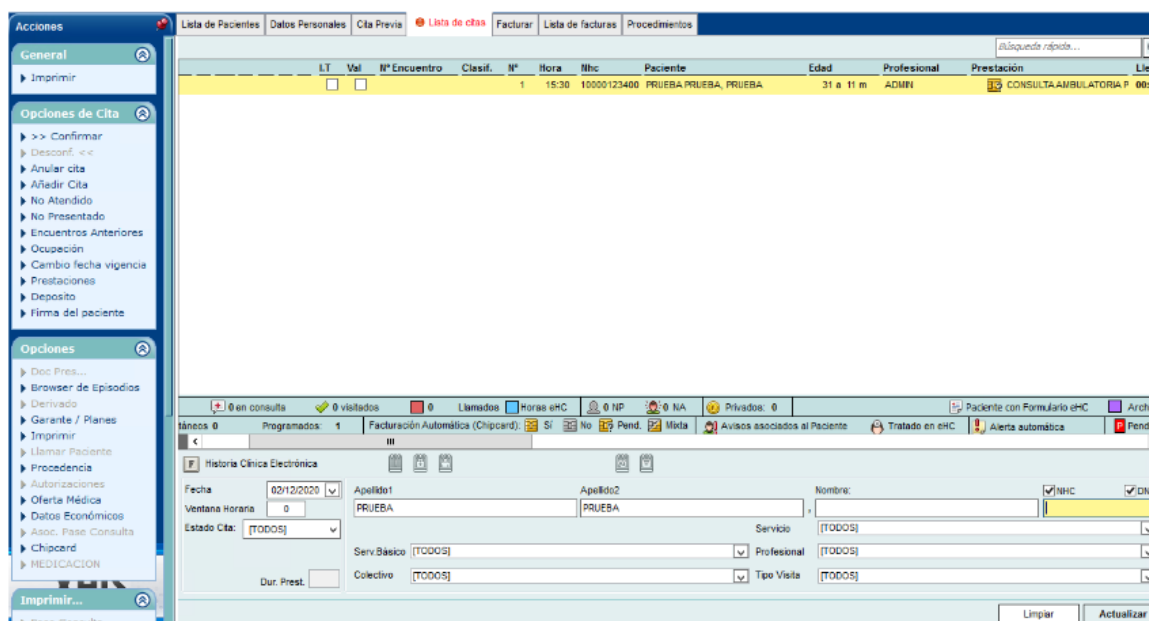 Acciones
General
Imprimir
Opciones de Cita
>> Confirmar
Desconf. <<
Anular cita
Añadir Cita
No Atendido
No Presentado
Encuentros Anteriores
Ocupación
Cambio fecha vigencia
Prestaciones
Deposito
Firma del paciente
Opciones
Doc Pres...
Browser de Episodios
Derivado
Garante / Planes
Imprimir
Llamar Paciente
Procedencia
Autorizaciones
Oferta Médica
Datos Económicos
Asoc. Pase Consulta
Chipcard
MEDICACION
Imprimir...
Lista de Pacientes Datos Personales Cita Previa Lista de citas Facturar Lista de facturas Procedimientos
Búsqueda rápida...
I.T Val Nº Encuentro Clasif. Nº Hora Nhc Paciente Edad Profesional Prestación Lle
1 15:30 10000123400 PRUEBA PRUEBA, PRUEBA 31 a 11 m ADMIN CONSULTA AMBULATORIA P 00:
0 en consulta 0 visitados 0 Llamados Horas eHC 0 NP 0 NA Privados: 0 Paciente con Formulario eHC Arch
táneos 0 Programados: 1 Facturación Automática (Chipcard): Sí No Pend. Mixta Avisos asociados al Paciente Tratado en eHC Alerta automática P Pend
F Historia Clínica Electrónica
Fecha 02/12/2020 Apellido1 Apellido2 Nombre: NHC DN
Ventana Horaria 0 PRUEBA PRUEBA ,
Estado Cita: [TODOS] Servicio [TODOS]
Serv.Básico [TODOS] Profesional [TODOS]
Dur. Prest. Colectivo [TODOS] Tipo Visita [TODOS]
Limpiar Actualizar